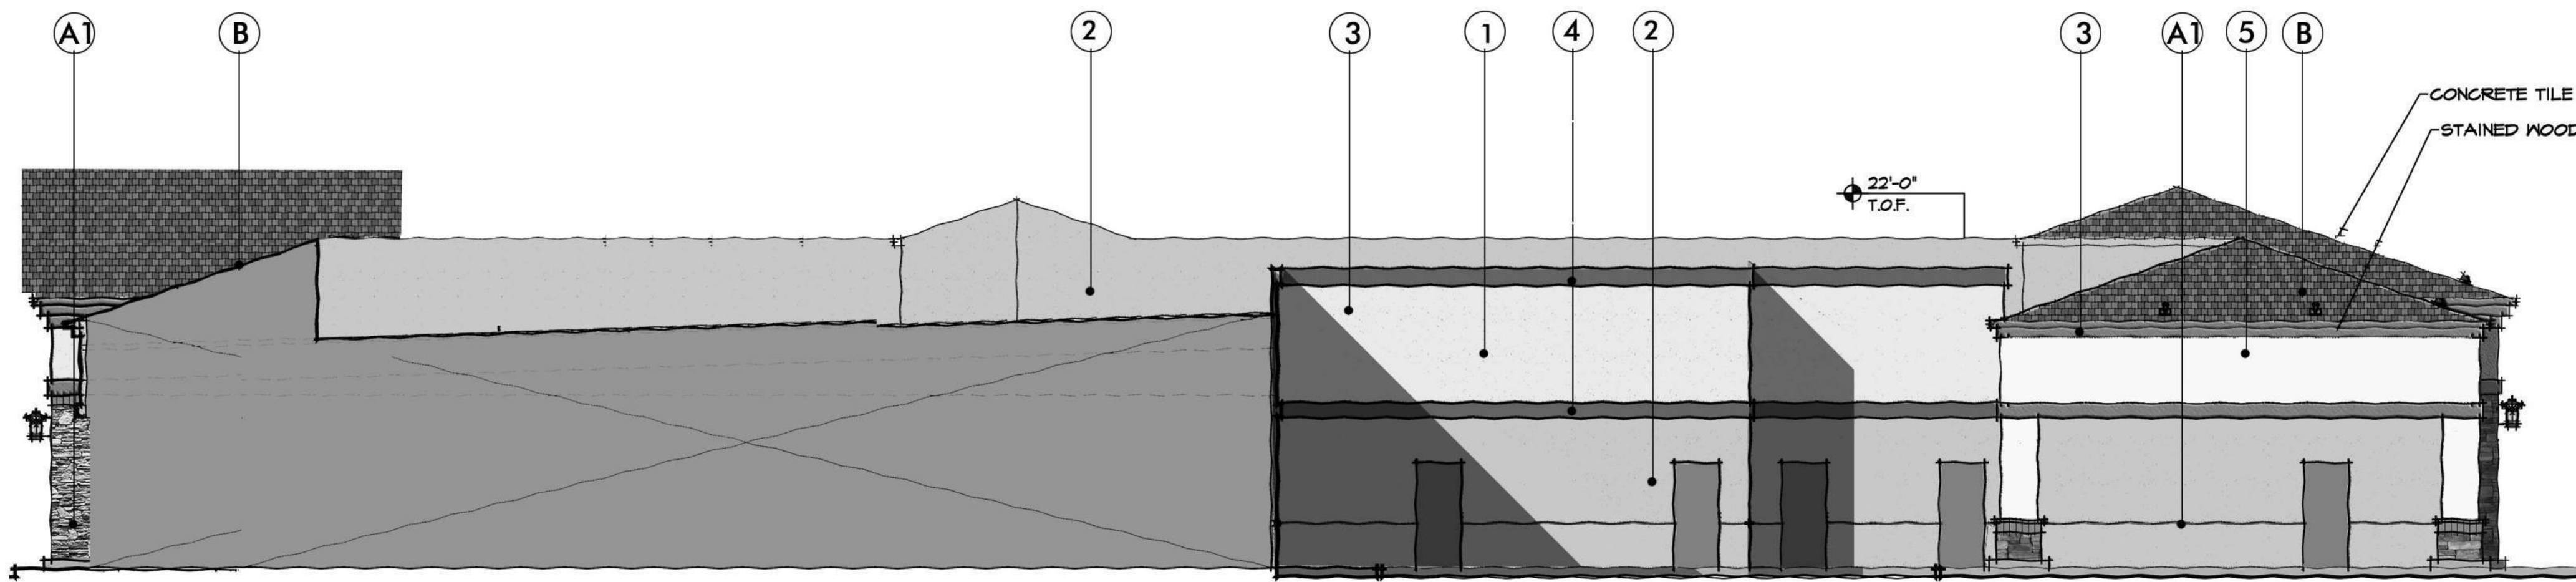 A1 B 2 3 1 4 2 3 A1 5 B
CONCRETE TILE
STAINED WOOD
22'-0"
T.O.F.